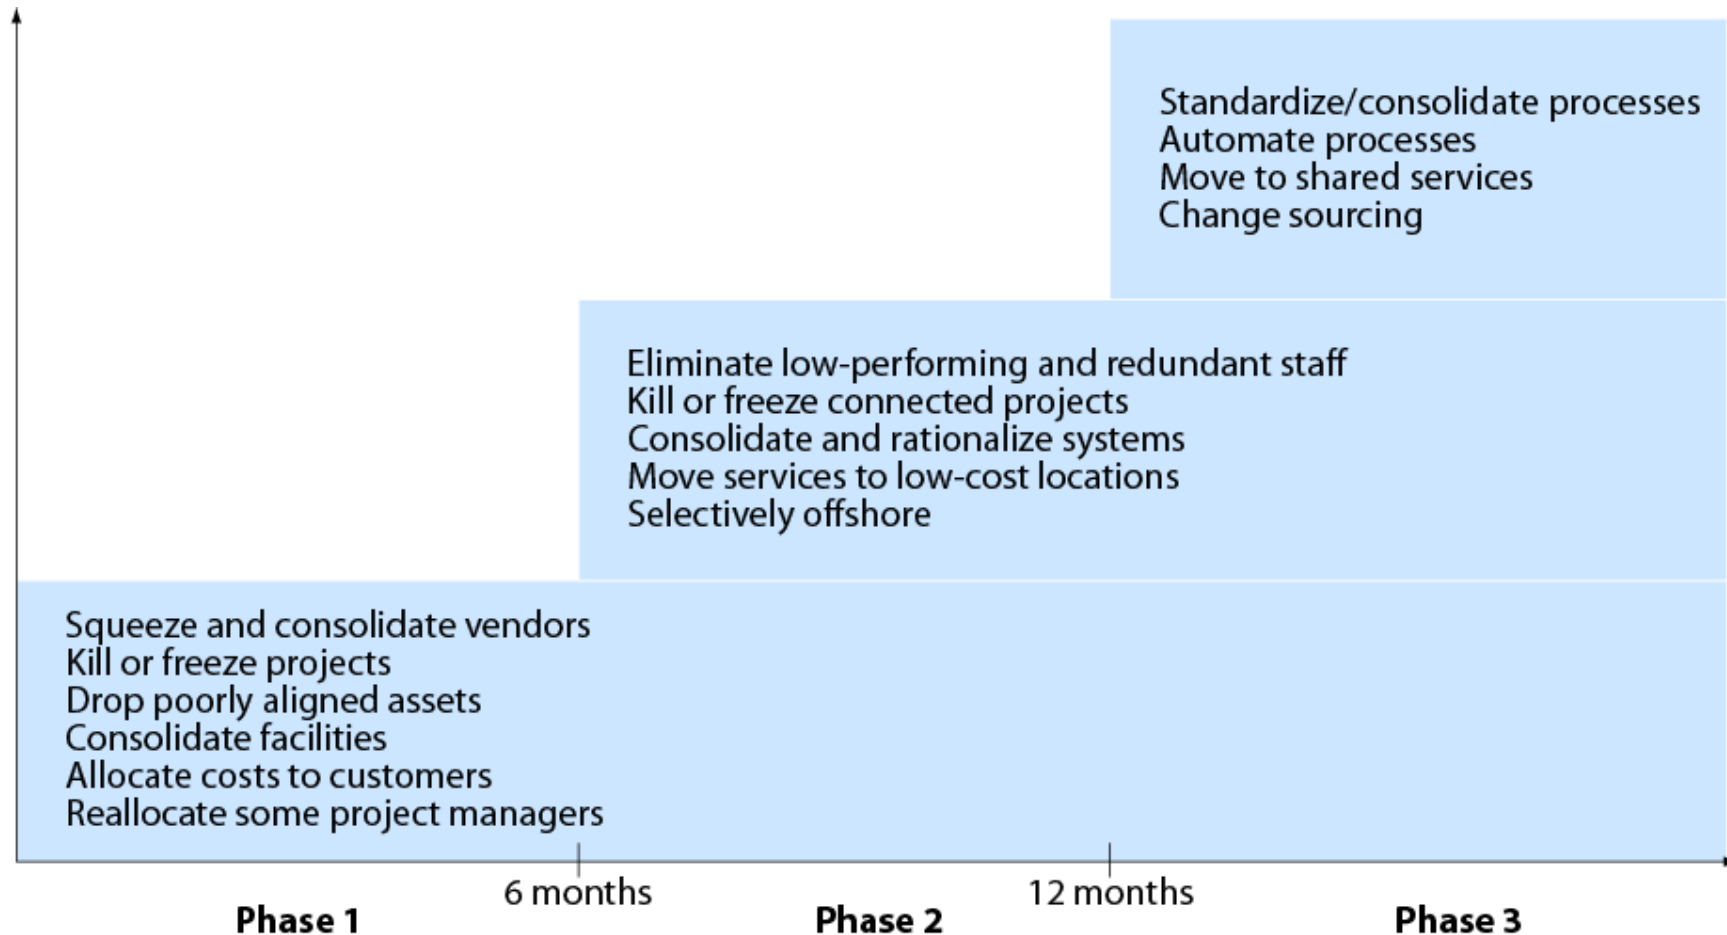 Standardize/consolidate processes
Automate processes
Move to shared services
Change sourcing
Eliminate low-performing and redundant staff
Kill or freeze connected projects
Consolidate and rationalize systems
Move services to low-cost locations
Selectively offshore
Squeeze and consolidate vendors
Kill or freeze projects
Drop poorly aligned assets
Consolidate facilities
Allocate costs to customers
Reallocate some project managers
6 months
12 months
Phase 1
Phase 2
Phase 3